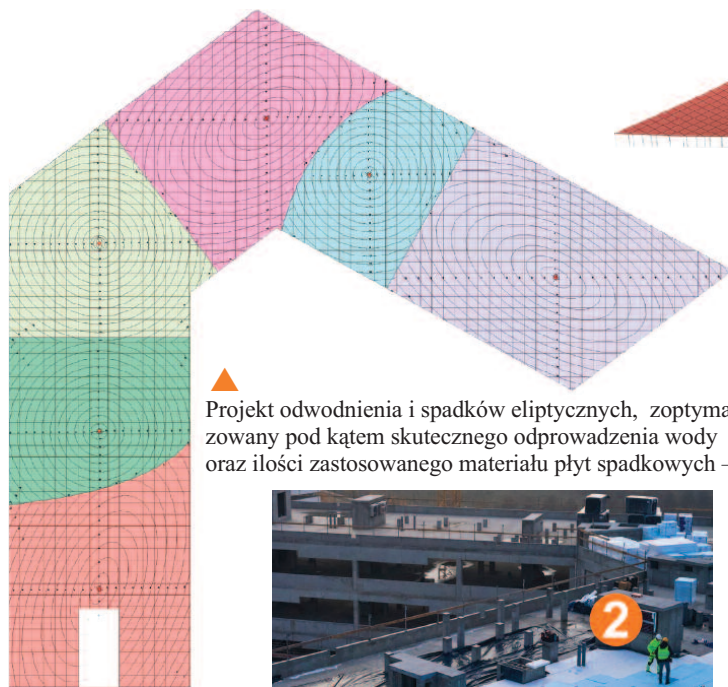 Projekt odwodnienia i spadków eliptycznych,  zoptyma
zowany pod kątem skutecznego odprowadzenia wody
oraz ilości zastosowanego materiału płyt spadkowych –
2